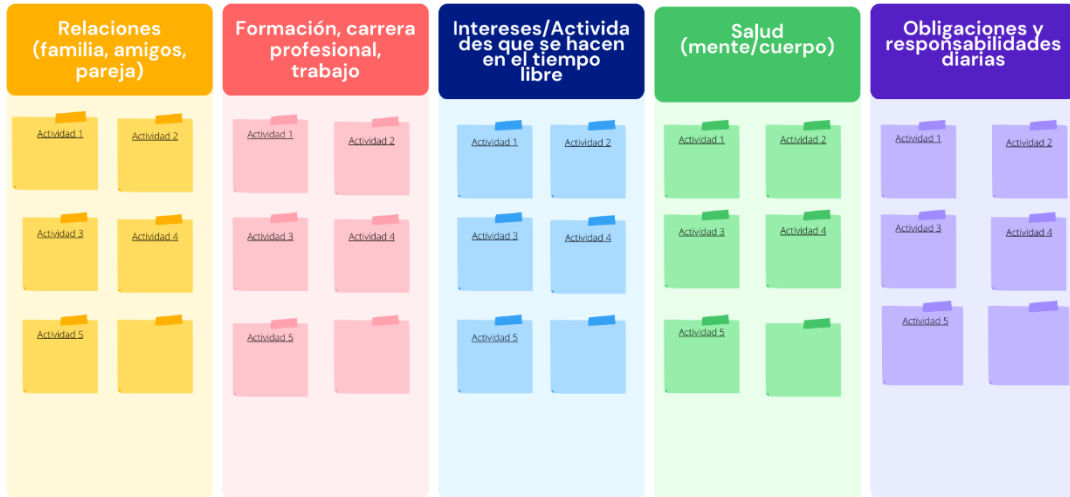 Relaciones
(familia, amigos,
pareja)
Actividad 1
Actividad 2
Actividad 3
Actividad 4
Actividad 5
Formación, carrera
profesional,
trabajo
Actividad 1
Actividad 2
Actividad 3
Actividad 4
Actividad 5
Intereses/Activida
des que se hacen
en el tiempo
libre
Actividad 1
Actividad 2
Actividad 3
Actividad 4
Actividad 5
Salud
(mente/cuerpo)
Actividad 1
Actividad 2
Actividad 3
Actividad 4
Actividad 5
Obligaciones y
responsabilidades
diarias
Actividad 1
Actividad 2
Actividad 3
Actividad 4
Actividad 5